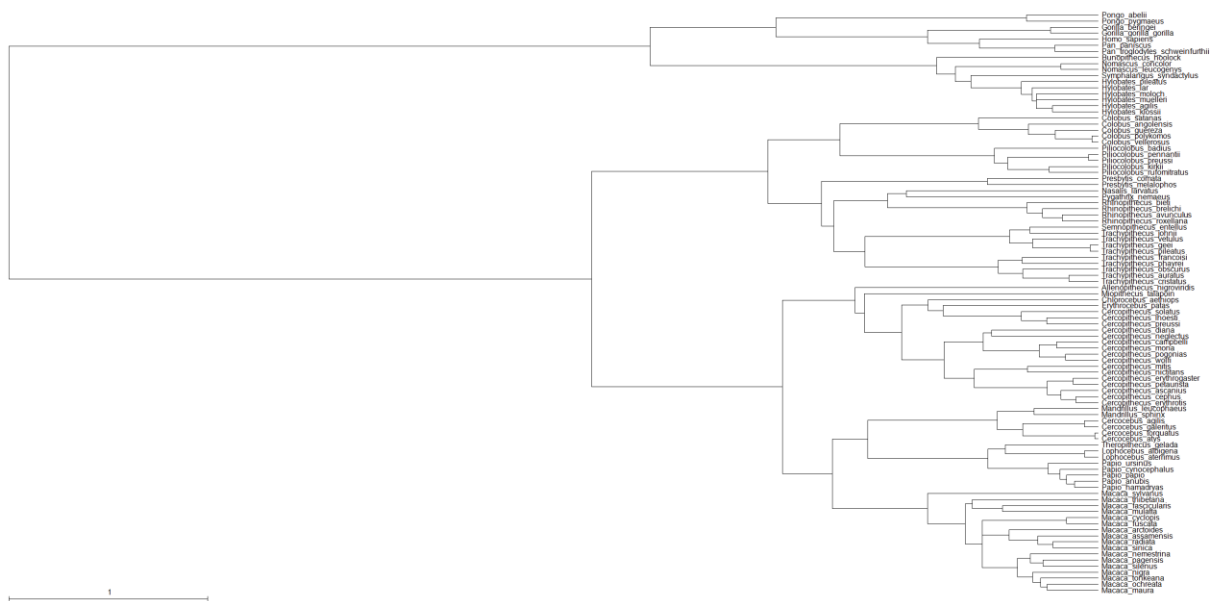 Pongo_abelii
Pongo_pygmaeus
Gorilla_beringei
Gorilla_gorilla_gorilla
Homo_sapiens
Pan_paniscus
Pan_troglodytes_schweinfurthii
Bunopithecus_hoolock
Nomascus_concolor
Nomascus_leucogenys
Symphalangus_syndactylus
Hylobates_pileatus
Hylobates_lar
Hylobates_moloch
Hylobates_muelleri
Hylobates_agilis
Hylobates_klossii
Colobus_satanas
Colobus_angolensis
Colobus_guereza
Colobus_polykomos
Colobus_vellerosus
Piliocolobus_badius
Piliocolobus_pennantii
Piliocolobus_preussi
Piliocolobus_kirkii
Piliocolobus_rufomitratus
Presbytis_comata
Presbytis_melalophos
Nasalis_larvatus
Pygathrix_nemaeus
Rhinopithecus_bieti
Rhinopithecus_brelichi
Rhinopithecus_avunculus
Rhinopithecus_roxellana
Semnopithecus_entellus
Trachypithecus_johnii
Trachypithecus_vetulus
Trachypithecus_geei
Trachypithecus_pileatus
Trachypithecus_francoisi
Trachypithecus_phayrei
Trachypithecus_obscurus
Trachypithecus_auratus
Trachypithecus_cristatus
Allenopithecus_nigroviridis
Miopithecus_talapoin
Chlorocebus_aethiops
Erythrocebus_patas
Cercopithecus_solatus
Cercopithecus_lhoesti
Cercopithecus_preussi
Cercopithecus_diana
Cercopithecus_neglectus
Cercopithecus_campbelli
Cercopithecus_mona
Cercopithecus_pogonias
Cercopithecus_wolfi
Cercopithecus_mitis
Cercopithecus_nictitans
Cercopithecus_erythrogaster
Cercopithecus_petaurista
Cercopithecus_ascanius
Cercopithecus_cephus
Cercopithecus_erythrotis
Mandrillus_leucophaeus
Mandrillus_sphinx
Cercocebus_agilis
Cercocebus_galeritus
Cercocebus_torquatus
Cercocebus_atys
Theropithecus_gelada
Lophocebus_albigena
Lophocebus_aterrimus
Papio_ursinus
Papio_cynocephalus
Papio_papio
Papio_anubis
Papio_hamadryas
Macaca_sylvanus
Macaca_thibetana
Macaca_fascicularis
Macaca_mulatta
Macaca_cyclopis
Macaca_fuscata
Macaca_arctoides
Macaca_assamensis
Macaca_radiata
Macaca_sinica
Macaca_nemestrina
Macaca_pagensis
Macaca_silenus
Macaca_nigra
Macaca_tonkeana
Macaca_ochreata
Macaca_maura
1